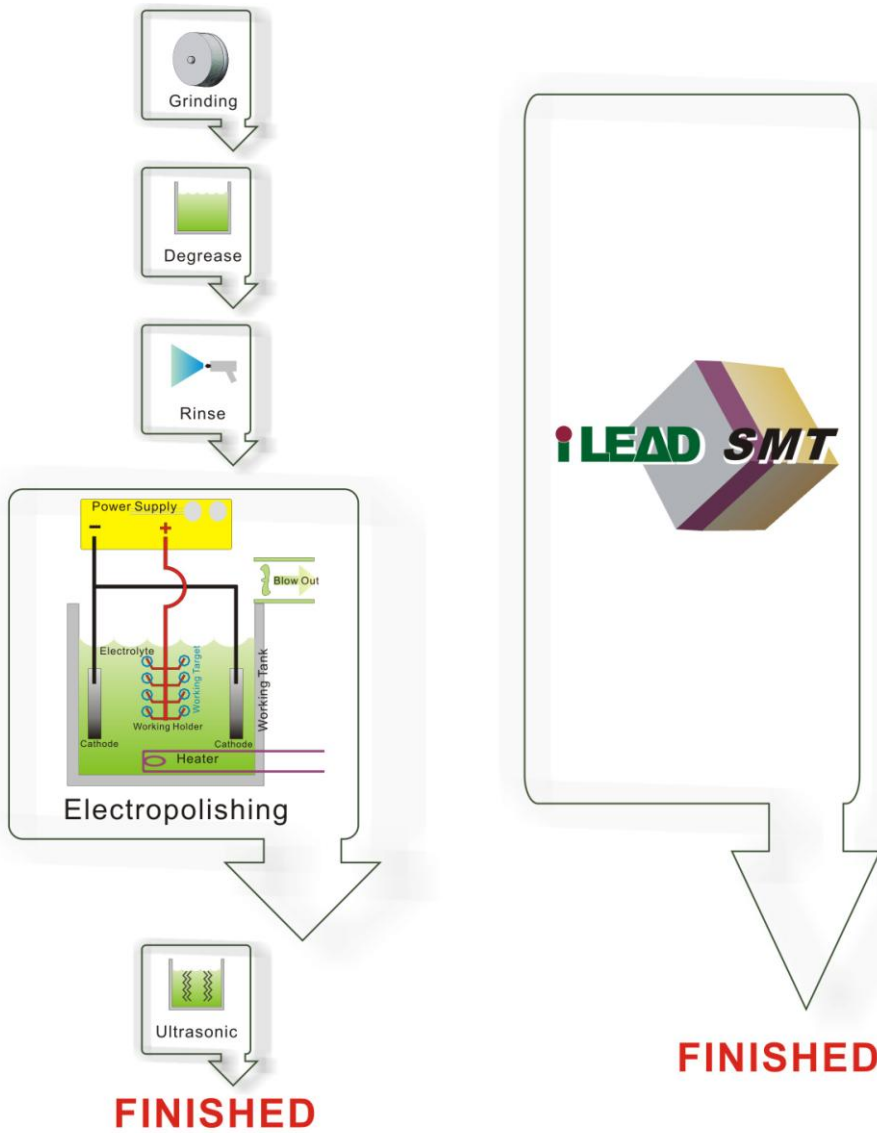 Grinding
Degrease
Rinse
Power Supply
- +
Blow Out
Electrolyte
Working Target
Working Holder
Working Tank
Cathode
Cathode
Heater
Electropolishing
Ultrasonic
FINISHED
iLEAD SMT
FINISHED